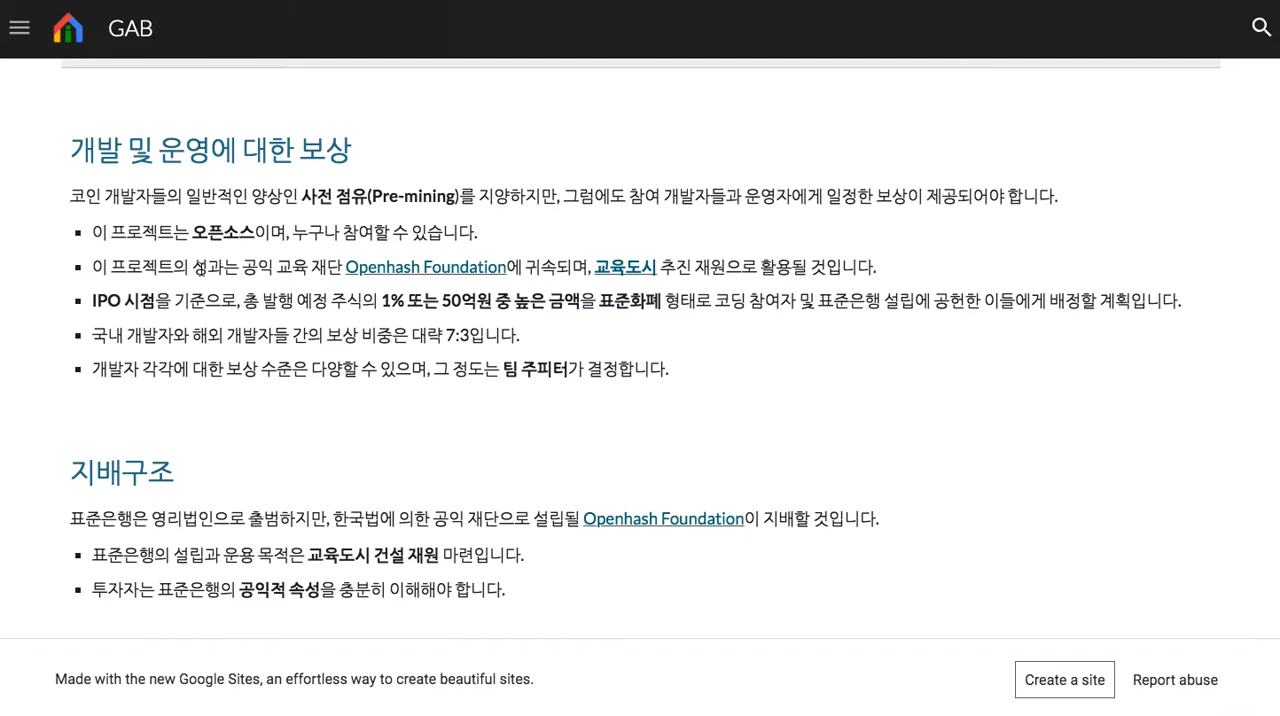 GAB
개발 및 운영에 대한 보상
코인 개발자들의 일반적인 양상인 사전 점유(Pre-mining)를 지양하지만, 그럼에도 참여 개발자들과 운영자에게 일정한 보상이 제공되어야 합니다.
이 프로젝트는 오픈소스이며, 누구나 참여할 수 있습니다.
이 프로젝트의 성과는 공익 교육 재단 Openhash Foundation에 귀속되며, 교육도시 추진 재원으로 활용될 것입니다.
IPO 시점을 기준으로, 총 발행 예정 주식의 1% 또는 50억원 중 높은 금액을 표준화폐 형태로 코딩 참여자 및 표준은행 설립에 공헌한 이들에게 배정할 계획입니다.
국내 개발자와 해외 개발자들 간의 보상 비중은 대략 7:3입니다.
개발자 각각에 대한 보상 수준은 다양할 수 있으며, 그 정도는 팀 주피터가 결정합니다.
지배구조
표준은행은 영리법인으로 출범하지만, 한국법에 의한 공익 재단으로 설립될 Openhash Foundation이 지배할 것입니다.
표준은행의 설립과 운용 목적은 교육도시 건설 재원 마련입니다.
투자자는 표준은행의 공익적 속성을 충분히 이해해야 합니다.
Made with the new Google Sites, an effortless way to create beautiful sites.
Create a site
Report abuse